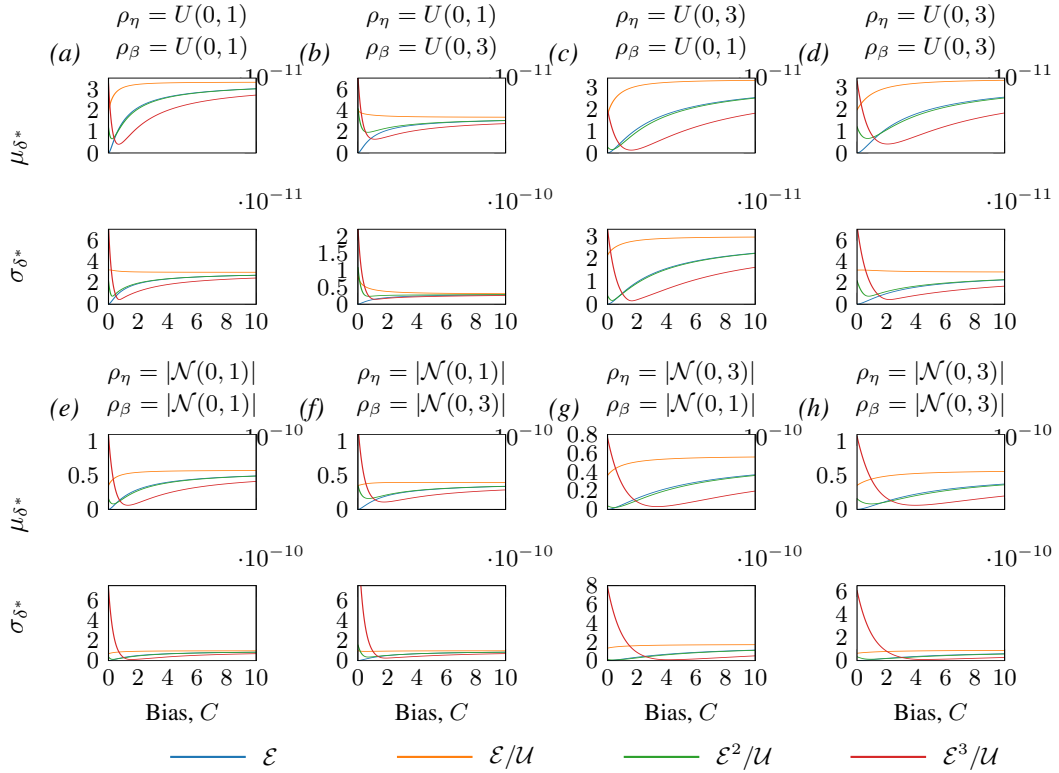 ρ_η = U(0, 1) ρ_η = U(0, 1) ρ_η = U(0, 3) ρ_η = U(0, 3)
(a) ρ_β = U(0, 1) (b) ρ_β = U(0, 3) (c) ρ_β = U(0, 1) (d) ρ_β = U(0, 3)
10^{−11} 10^{−11} 10^{−11} 10^{−11}
μ_{δ*}
3 2 1 0
6 4 2 0
3 2 1 0
3 2 1 0
·10^{−11} ·10^{−10} ·10^{−11} ·10^{−11}
σ_{δ*}
6 4 2 0
2 1.5 1 0.5 0
3 2 1 0
6 4 2 0
0 2 4 6 8 10 0 2 4 6 8 10 0 2 4 6 8 10 0 2 4 6 8 10
ρ_η = |𝒩(0, 1)| ρ_η = |𝒩(0, 1)| ρ_η = |𝒩(0, 3)| ρ_η = |𝒩(0, 3)|
(e) ρ_β = |𝒩(0, 1)| (f) ρ_β = |𝒩(0, 3)| (g) ρ_β = |𝒩(0, 1)| (h) ρ_β = |𝒩(0, 3)|
10^{−10} 10^{−10} 10^{−10} 10^{−10}
μ_{δ*}
1 0.5 0
1 0.5 0
0.8 0.6 0.4 0.2 0
1 0.5 0
·10^{−10} ·10^{−10} ·10^{−10} ·10^{−10}
σ_{δ*}
6 4 2 0
6 4 2 0
8 6 4 2 0
6 4 2 0
0 2 4 6 8 10 0 2 4 6 8 10 0 2 4 6 8 10 0 2 4 6 8 10
Bias, C Bias, C Bias, C Bias, C
ℰ ℰ/𝒰 ℰ²/𝒰 ℰ³/𝒰